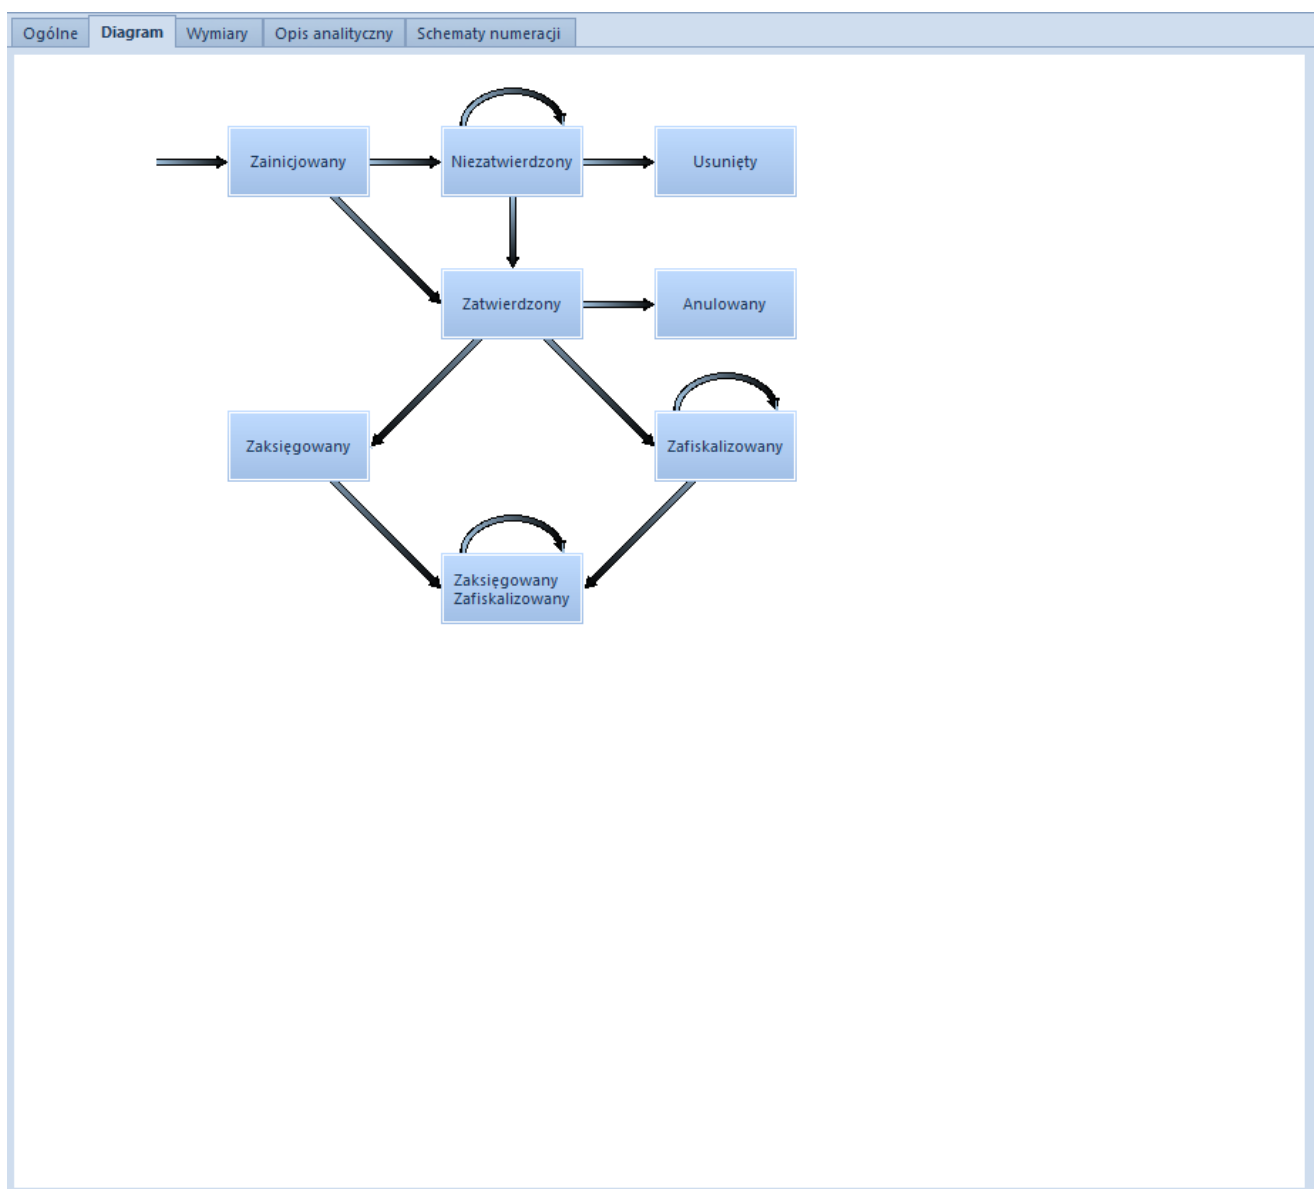 Ogólne
Diagram
Wymiary
Opis analityczny
Schematy numeracji
Zainicjowany
Niezatwierdzony
Usunięty
Zatwierdzony
Anulowany
Zaksięgowany
Zafiskalizowany
Zaksięgowany
Zafiskalizowany